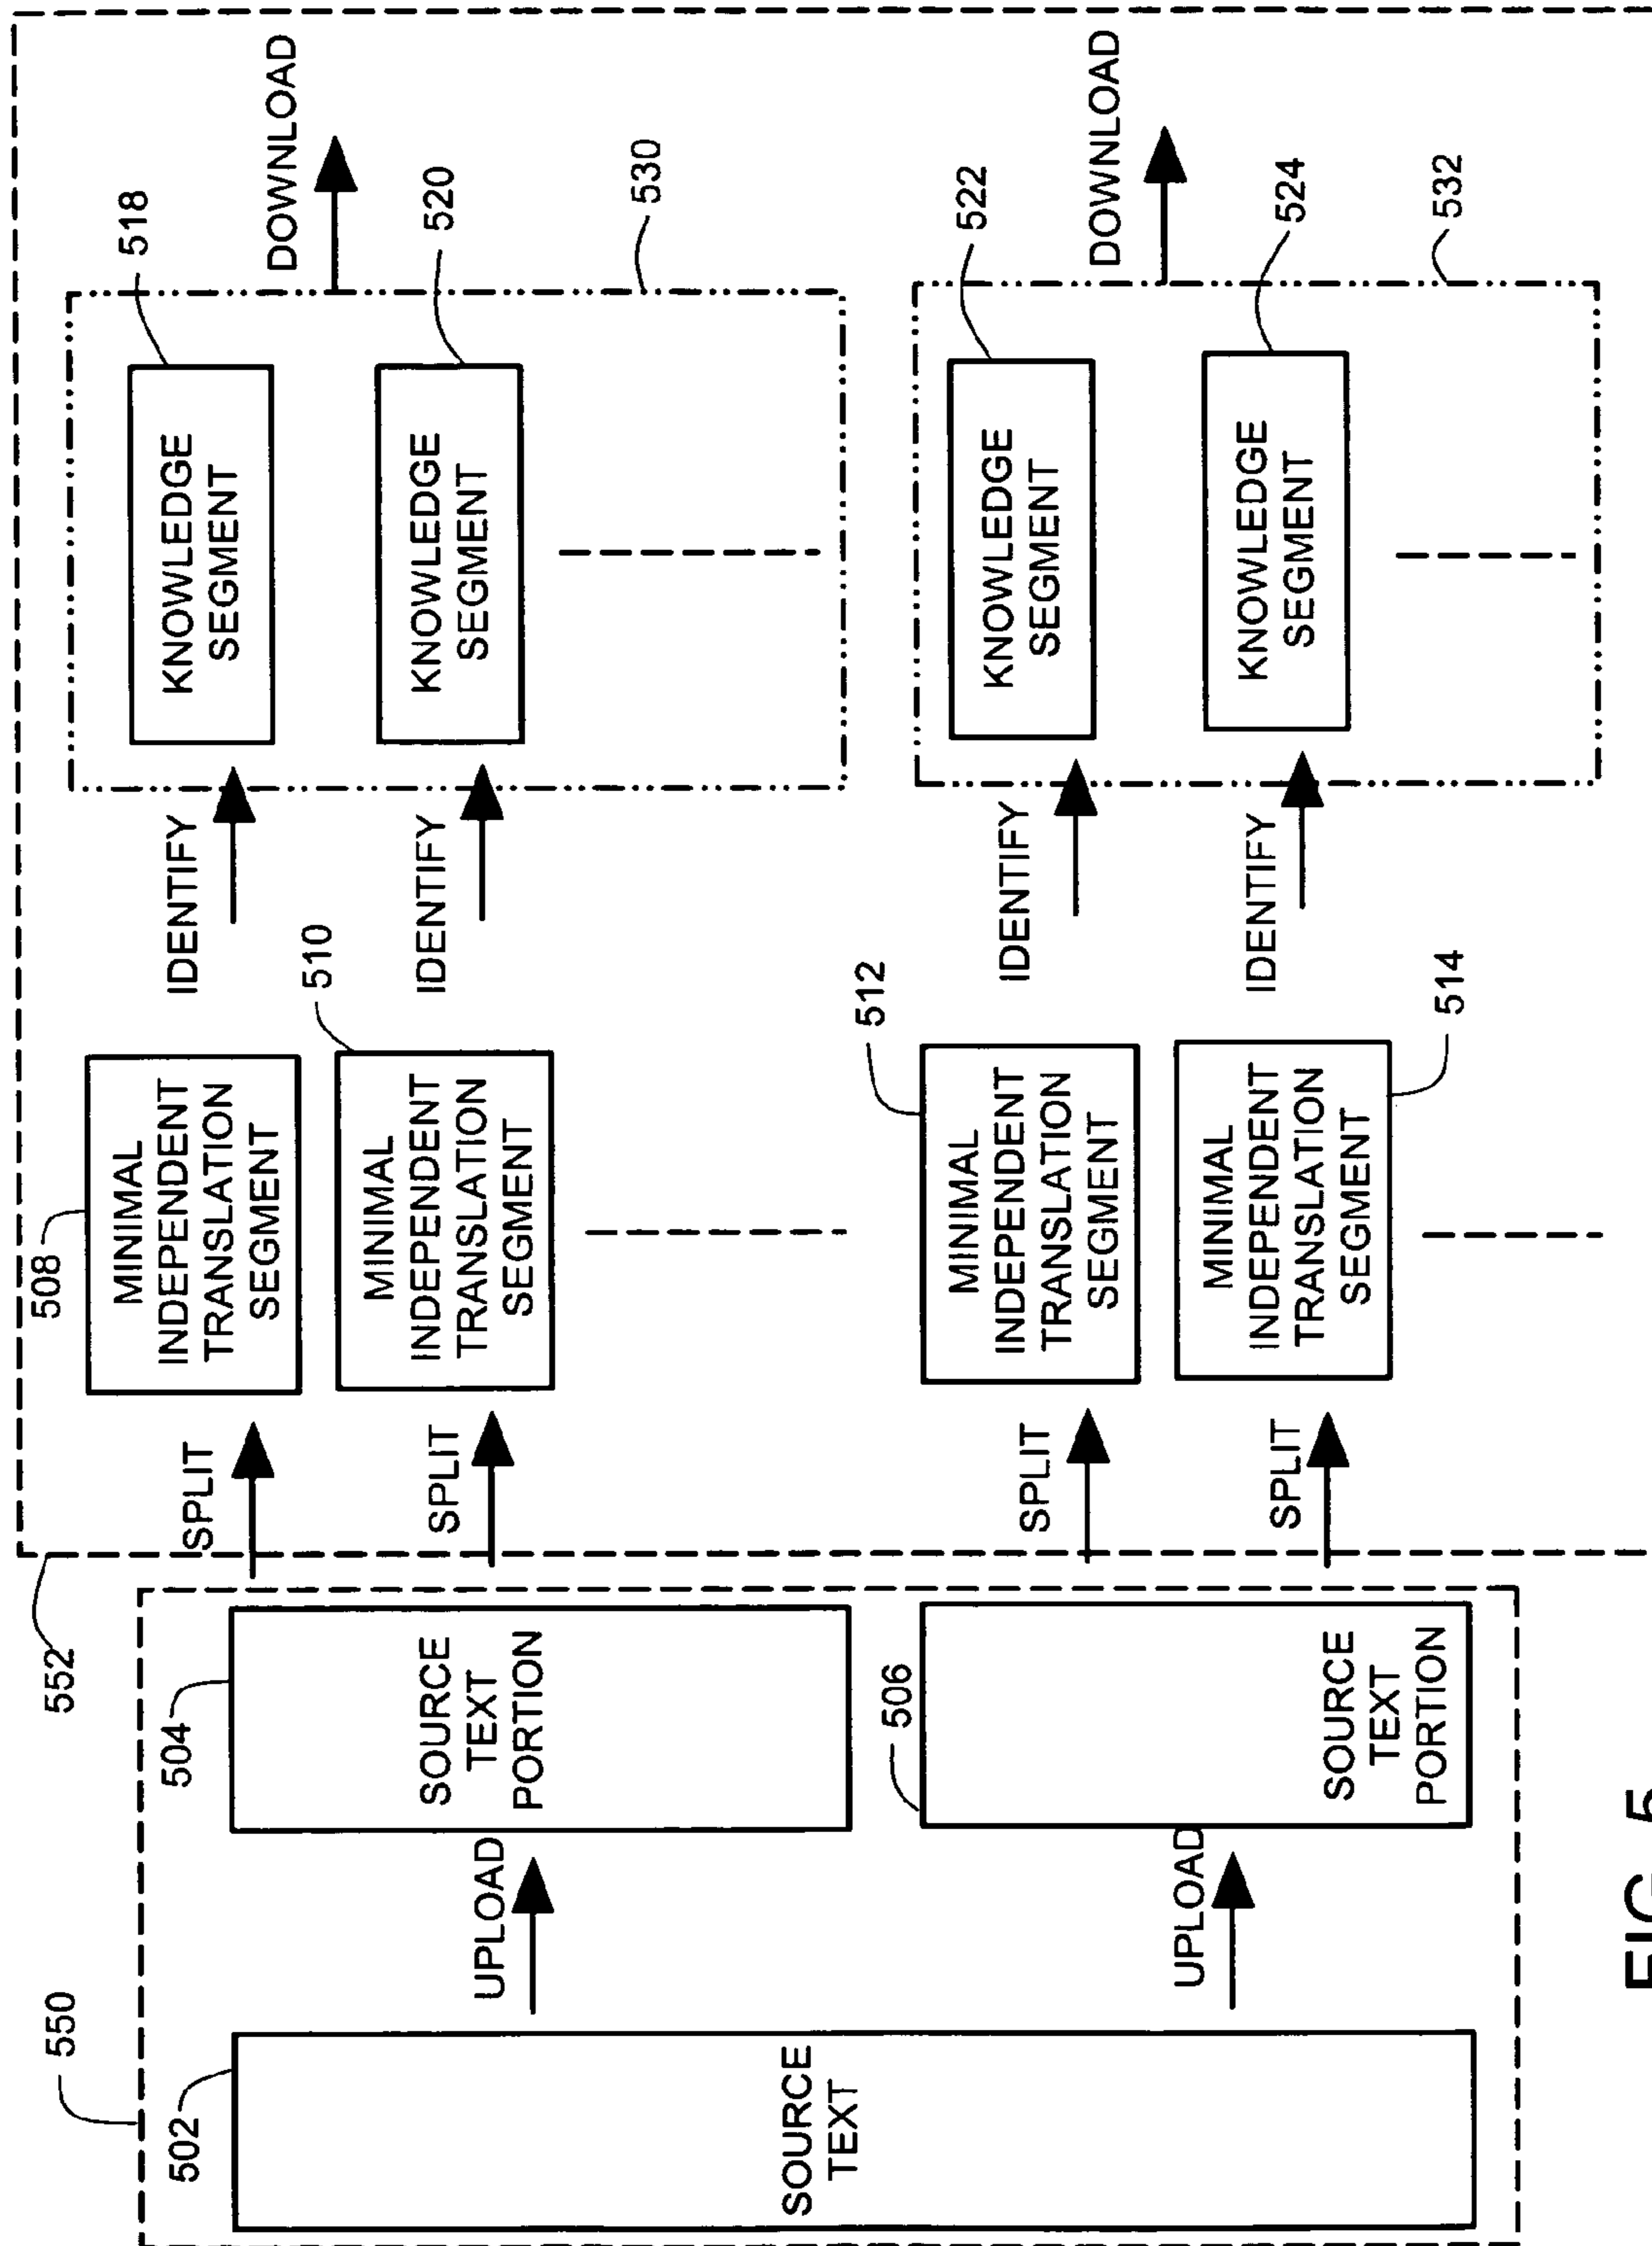 550
502
SOURCE
TEXT
UPLOAD
UPLOAD
504
SOURCE
TEXT
PORTION
506
SOURCE
TEXT
PORTION
552
SPLIT
SPLIT
SPLIT
SPLIT
508
MINIMAL
INDEPENDENT
TRANSLATION
SEGMENT
510
MINIMAL
INDEPENDENT
TRANSLATION
SEGMENT
512
MINIMAL
INDEPENDENT
TRANSLATION
SEGMENT
514
MINIMAL
INDEPENDENT
TRANSLATION
SEGMENT
IDENTIFY
IDENTIFY
IDENTIFY
IDENTIFY
518
KNOWLEDGE
SEGMENT
520
KNOWLEDGE
SEGMENT
530
522
KNOWLEDGE
SEGMENT
524
KNOWLEDGE
SEGMENT
532
DOWNLOAD
DOWNLOAD
FIG. 5